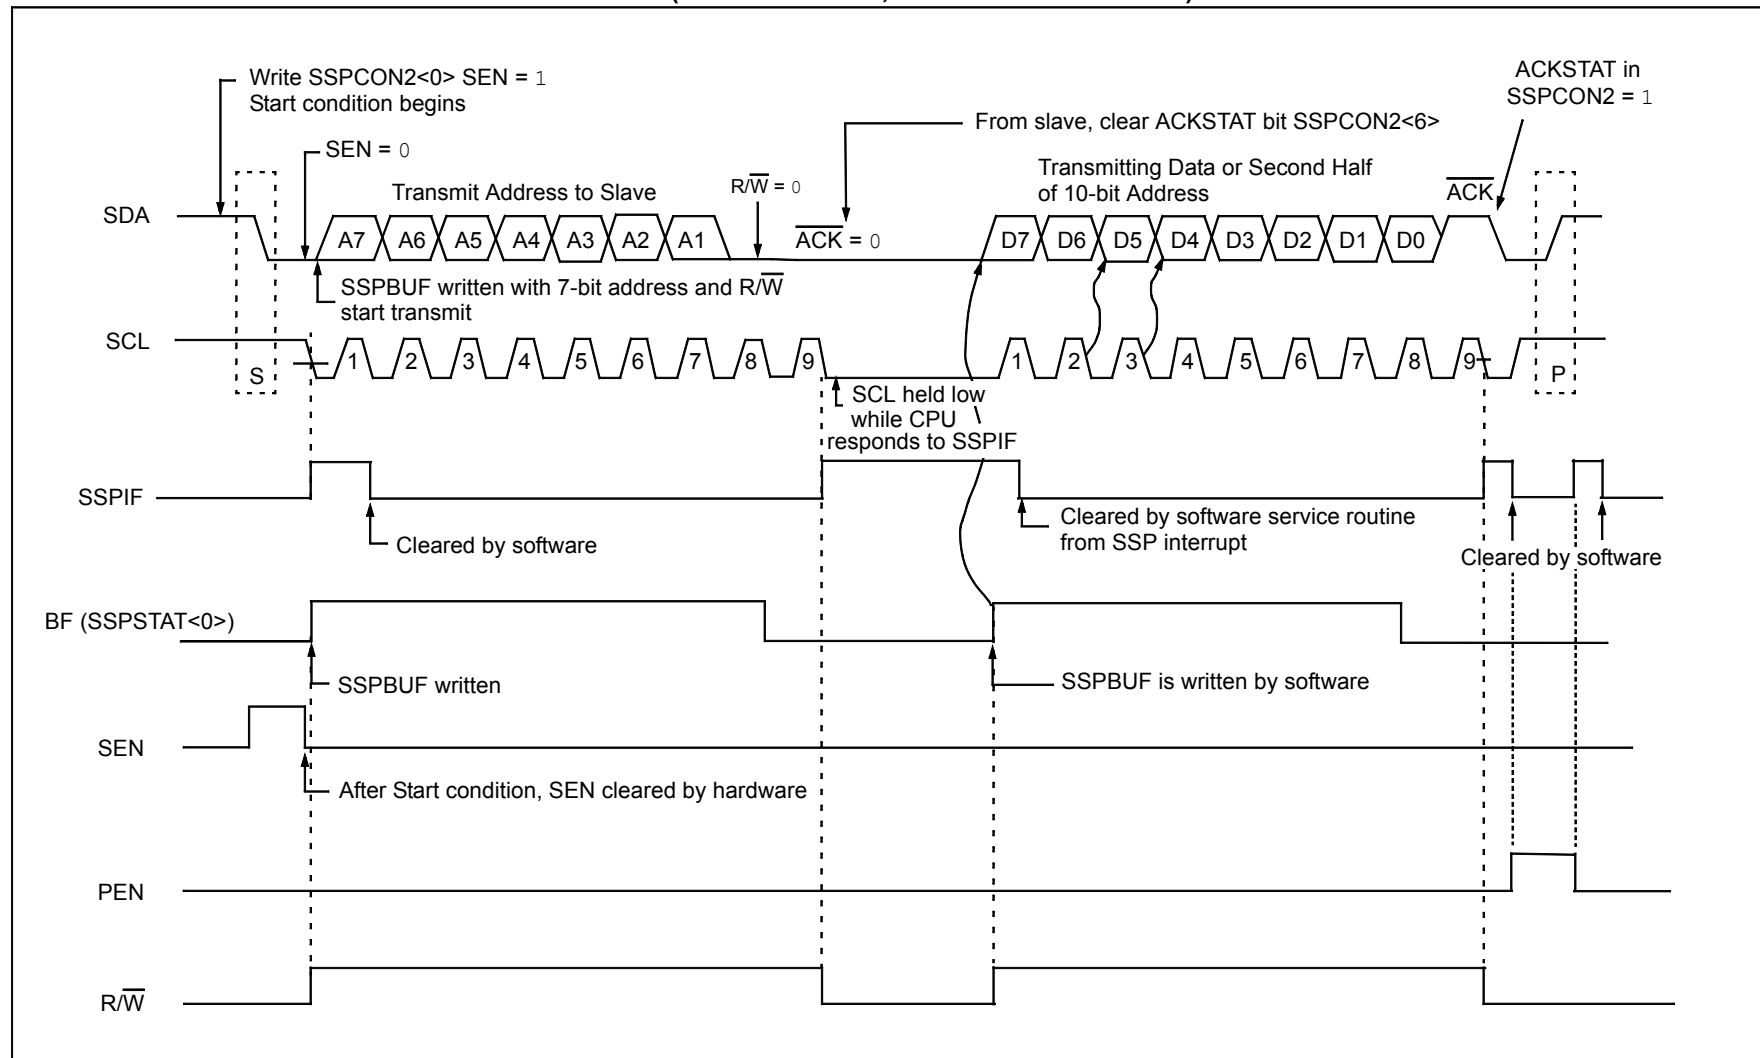 Write SSPCON2<0> SEN = 1
Start condition begins
ACKSTAT in
SSPCON2 = 1
From slave, clear ACKSTAT bit SSPCON2<6>
SEN = 0
Transmit Address to Slave
R/W̅ = 0
Transmitting Data or Second Half
of 10-bit Address
A̅C̅K̅
SDA
A7 A6 A5 A4 A3 A2 A1
A̅C̅K̅ = 0
D7 D6 D5 D4 D3 D2 D1 D0
SSPBUF written with 7-bit address and R/W̅
start transmit
SCL
S
1 2 3 4 5 6 7 8 9
1 2 3 4 5 6 7 8 9
P
SCL held low
while CPU
responds to SSPIF
SSPIF
Cleared by software
Cleared by software service routine
from SSP interrupt
Cleared by software
BF (SSPSTAT<0>)
SSPBUF written
SSPBUF is written by software
SEN
After Start condition, SEN cleared by hardware
PEN
R/W̅